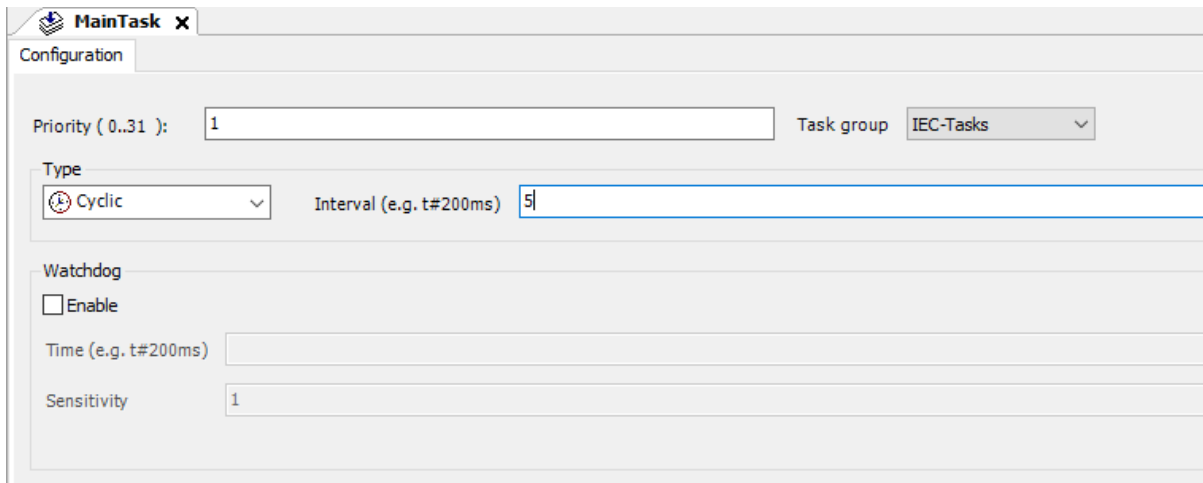 MainTask x
Configuration
Priority ( 0..31 ): 1 Task group IEC-Tasks
Type
Cyclic Interval (e.g. t#200ms) 5
Watchdog
Enable
Time (e.g. t#200ms)
Sensitivity 1